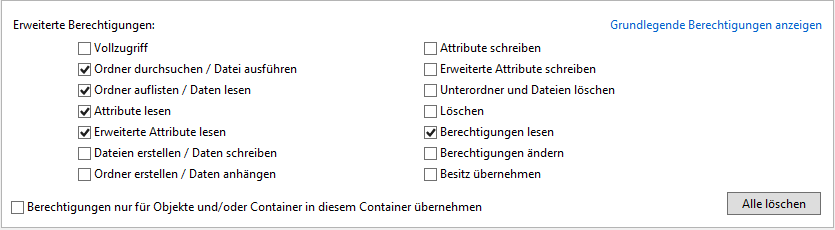 Erweiterte Berechtigungen:
Grundlegende Berechtigungen anzeigen
Vollzugriff
Attribute schreiben
Ordner durchsuchen / Datei ausführen
Erweiterte Attribute schreiben
Ordner auflisten / Daten lesen
Unterordner und Dateien löschen
Attribute lesen
Löschen
Erweiterte Attribute lesen
Berechtigungen lesen
Dateien erstellen / Daten schreiben
Berechtigungen ändern
Ordner erstellen / Daten anhängen
Besitz übernehmen
Berechtigungen nur für Objekte und/oder Container in diesem Container übernehmen
Alle löschen